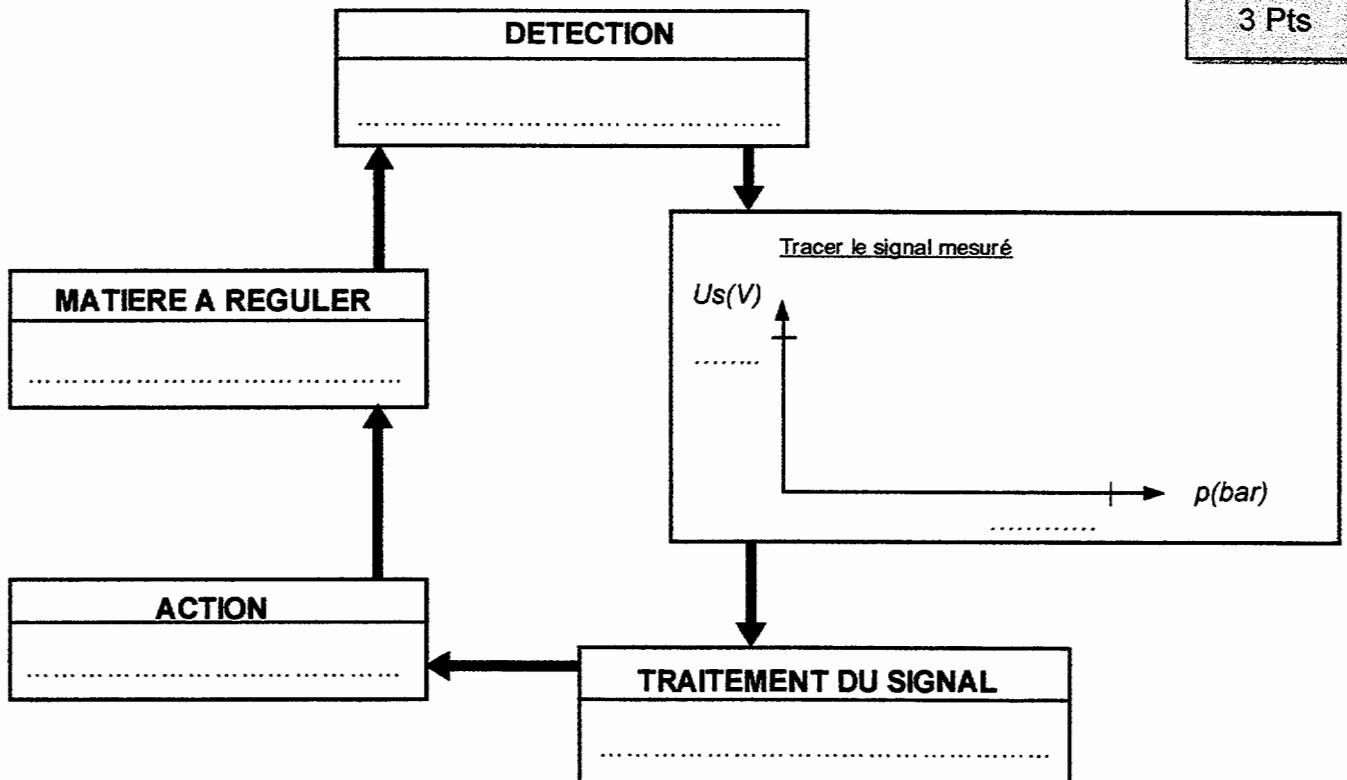 3 Pts
DETECTION
................................................
Tracer le signal mesuré
Us(V)
........
MATIERE A REGULER
..........................................
p(bar)
............
ACTION
..........................................
TRAITEMENT DU SIGNAL
..................................................